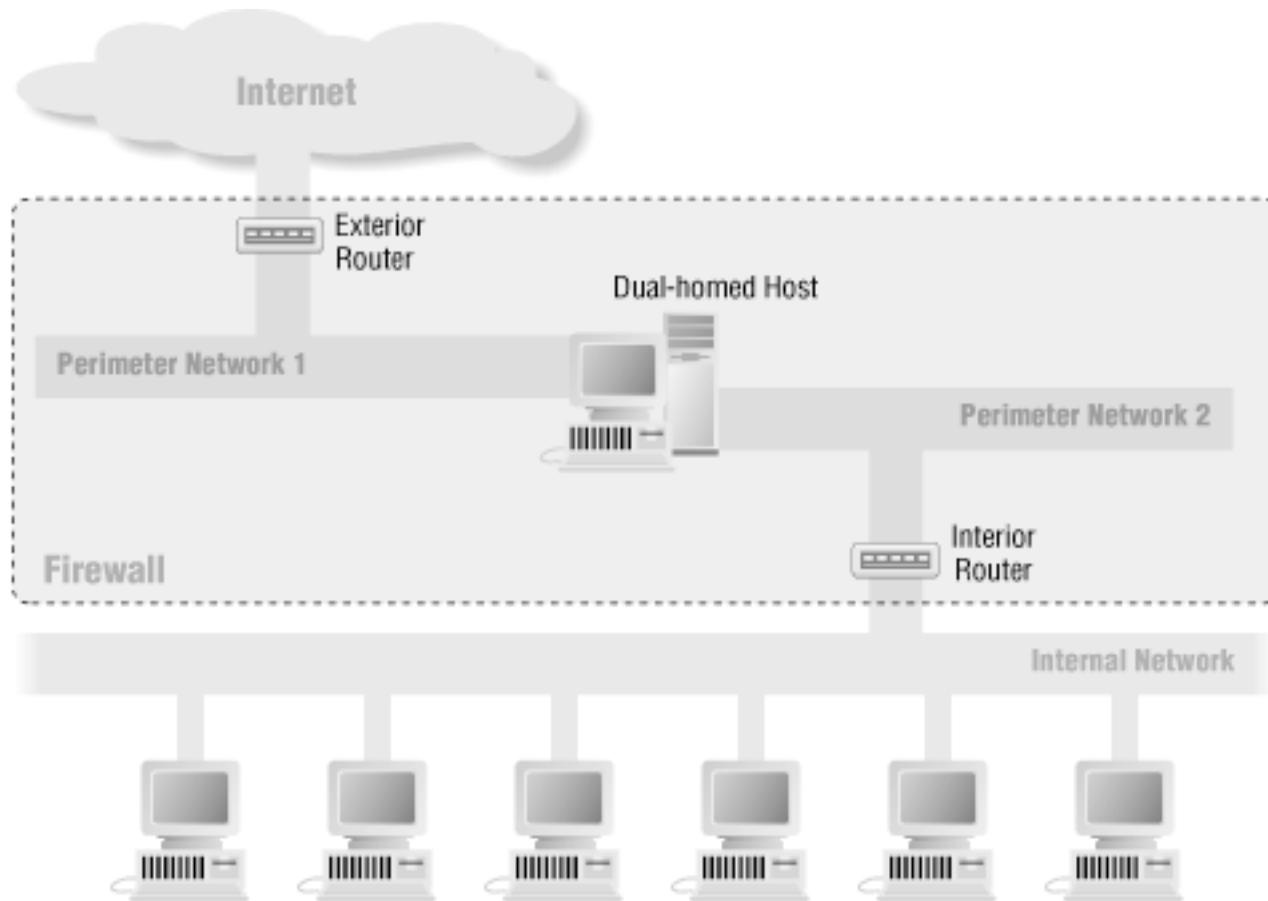 Internet
Exterior
Router
Dual-homed Host
Perimeter Network 1
Perimeter Network 2
Interior
Router
Firewall
Internal Network